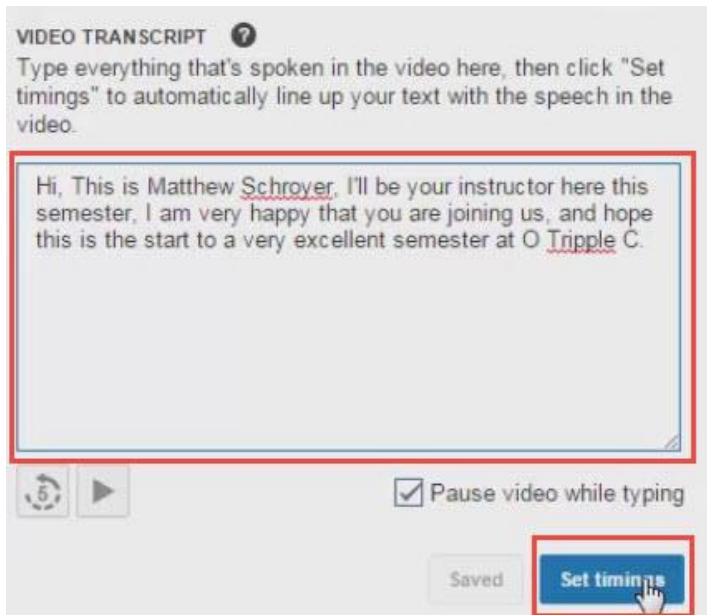 VIDEO TRANSCRIPT ?
Type everything that's spoken in the video here, then click "Set
timings" to automatically line up your text with the speech in the
video.
Hi, This is Matthew Schroyer, I'll be your instructor here this
semester, I am very happy that you are joining us, and hope
this is the start to a very excellent semester at O Tripple C.
5
Pause video while typing
Saved
Set timings